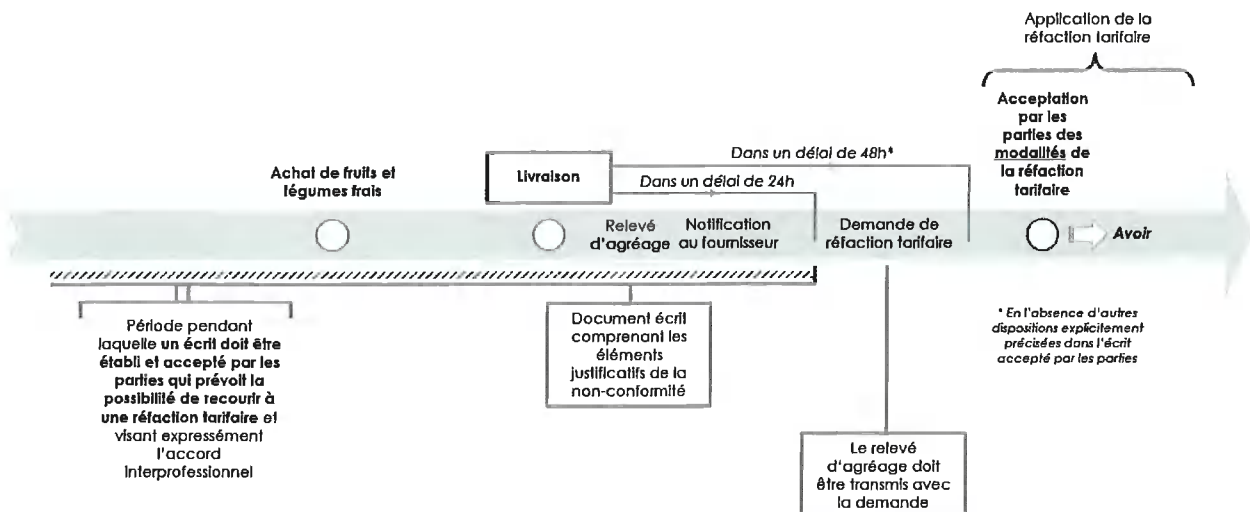 Application de la
réfaction tarifaire
Acceptation
par les
parties des
modalités de
la réfaction
tarifaire
Dans un délai de 48h*
Achat de fruits et
légumes frais
Livraison
Dans un délai de 24h
Relevé
d'agréage
Notification
au fournisseur
Demande de
réfaction tarifaire
Avoir
Période pendant
laquelle un écrit doit être
établi et accepté par les
parties qui prévoit la
possibilité de recourir à
une réfaction tarifaire et
visant expressément
l'accord
Interprofessionnel
Document écrit
comprenant les
éléments
justificatifs de la
non-conformité
* En l'absence d'autres
dispositions explicitement
précisées dans l'écrit
accepté par les parties
Le relevé
d'agréage doit
être transmis avec
la demande